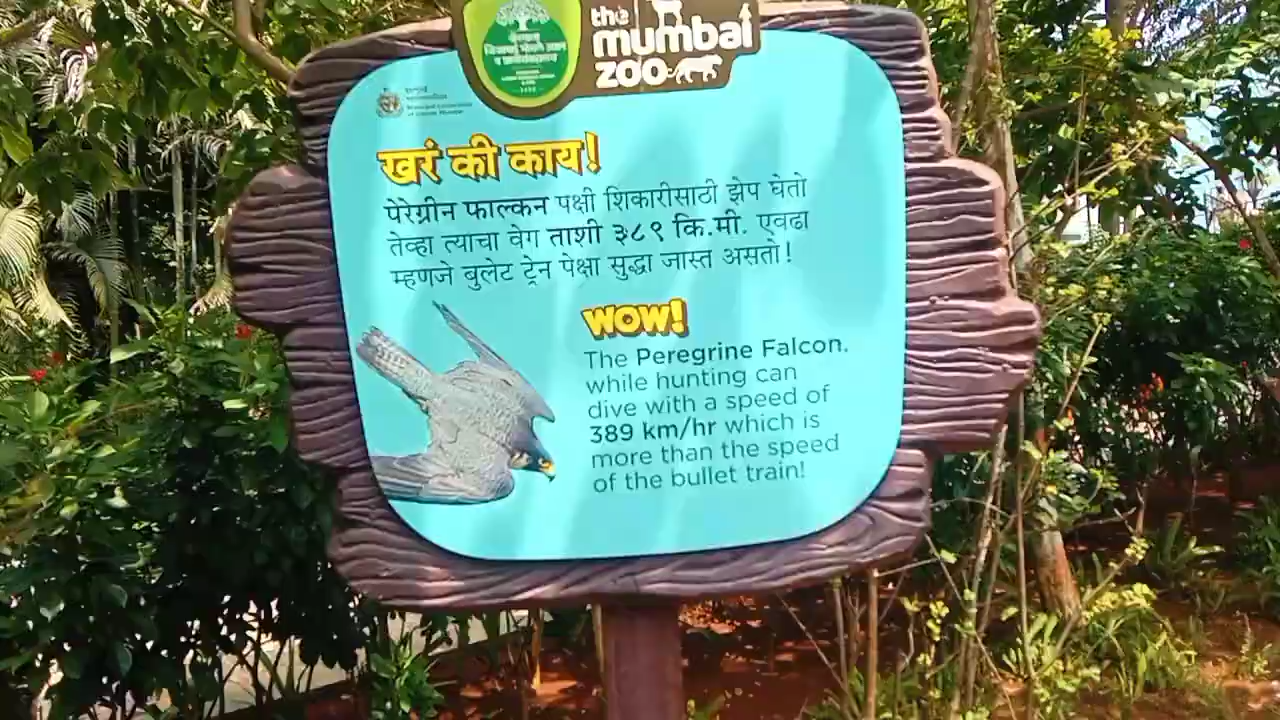 the
mumbai
zoo
खरं की काय!
पेरेग्रीन फाल्कन पक्षी शिकारीसाठी झेप घेतो
तेव्हा त्याचा वेग ताशी ३८९ कि.मी. एवढा
म्हणजे बुलेट ट्रेन पेक्षा सुद्धा जास्त असतो!
WOW!
The Peregrine Falcon.
while hunting can
dive with a speed of
389 km/hr which is
more than the speed
of the bullet train!